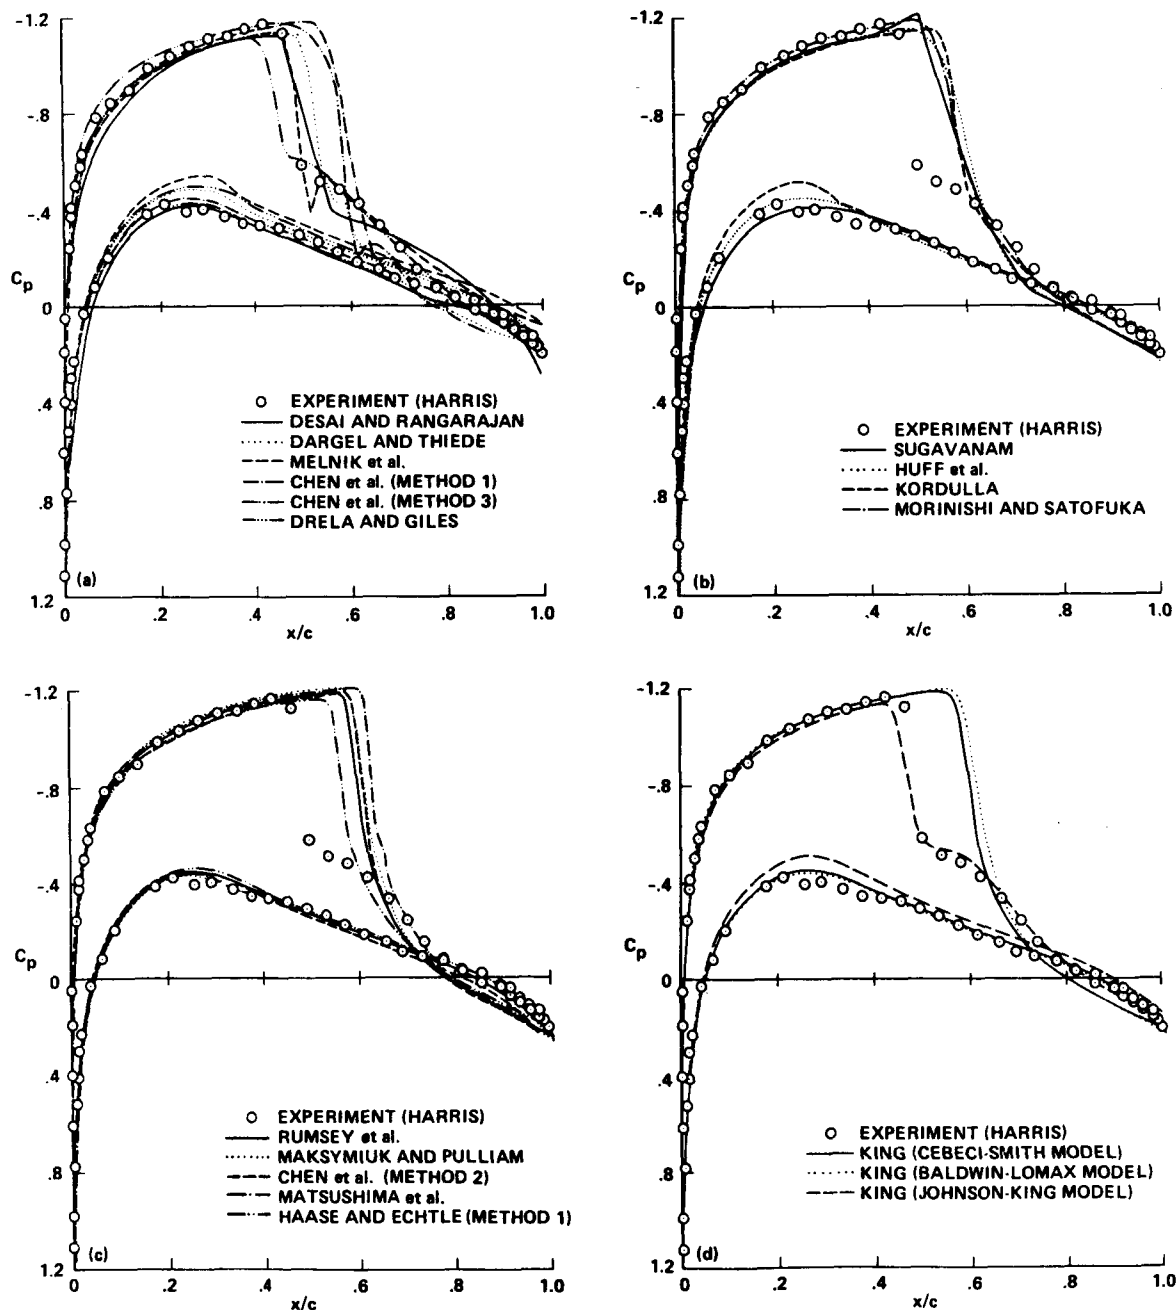 -1.2
-.8
-.4
Cp
0
.4
.8
1.2
0 .2 .4 .6 .8 1.0
x/c
EXPERIMENT (HARRIS)
DESAI AND RANGARAJAN
DARGEL AND THIEDE
MELNIK et al.
CHEN et al. (METHOD 1)
CHEN et al. (METHOD 3)
DRELA AND GILES
(a)
-1.2
-.8
-.4
Cp
0
.4
.8
1.2
0 .2 .4 .6 .8 1.0
x/c
EXPERIMENT (HARRIS)
SUGAVANAM
HUFF et al.
KORDULLA
MORINISHI AND SATOFUKA
(b)
-1.2
-.8
-.4
Cp
0
.4
.8
1.2
0 .2 .4 .6 .8 1.0
x/c
EXPERIMENT (HARRIS)
RUMSEY et al.
MAKSYMIUK AND PULLIAM
CHEN et al. (METHOD 2)
MATSUSHIMA et al.
HAASE AND ECHTLE (METHOD 1)
(c)
-1.2
-.8
-.4
Cp
0
.4
.8
1.2
0 .2 .4 .6 .8 1.0
x/c
EXPERIMENT (HARRIS)
KING (CEBECI-SMITH MODEL)
KING (BALDWIN-LOMAX MODEL)
KING (JOHNSON-KING MODEL)
(d)